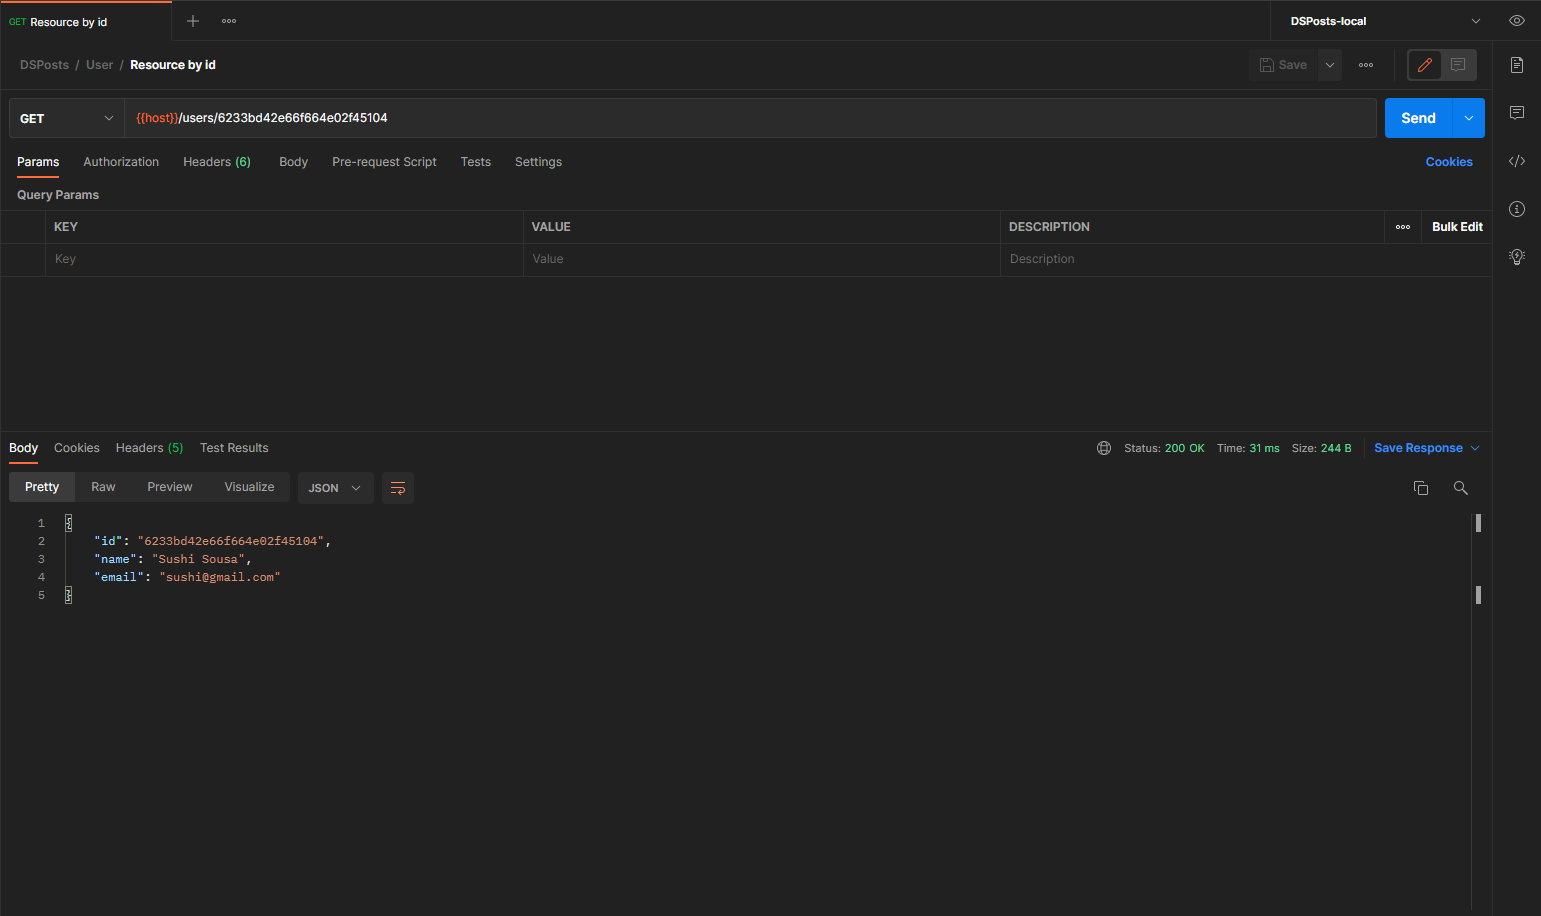 GET Resource by id
DSPosts-local
DSPosts / User / Resource by id
Save
GET
{{host}}/users/6233bd42e66f664e02f45104
Send
Params Authorization Headers (6) Body Pre-request Script Tests Settings Cookies
Query Params
KEY VALUE DESCRIPTION Bulk Edit
Key Value Description
Body Cookies Headers (5) Test Results Status: 200 OK Time: 31 ms Size: 244 B Save Response
Pretty Raw Preview Visualize JSON
1 {
2 "id": "6233bd42e66f664e02f45104",
3 "name": "Sushi Sousa",
4 "email": "sushi@gmail.com"
5 }